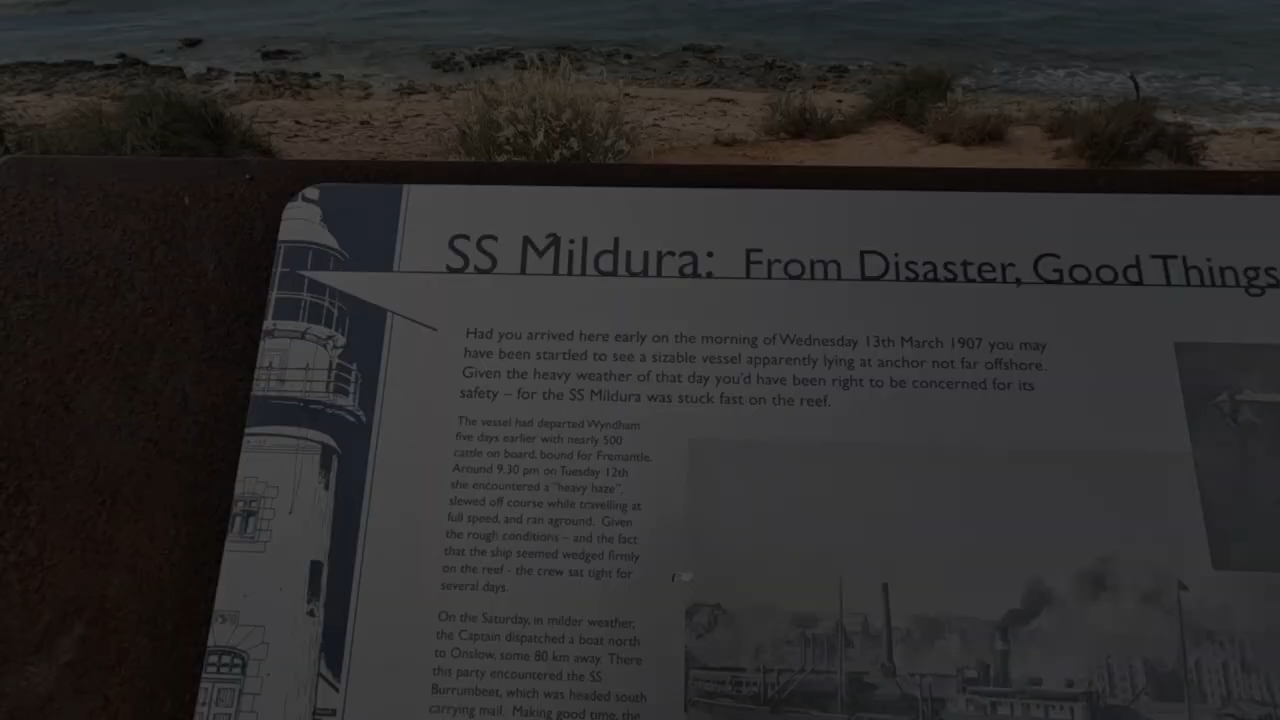 SS Mildura: From Disaster, Good Things
Had you arrived here early on the morning of Wednesday 13th March 1907 you may
have been startled to see a sizable vessel apparently lying at anchor not far offshore.
Given the heavy weather of that day you'd have been right to be concerned for its
safety – for the SS Mildura was stuck fast on the reef.
The vessel had departed Wyndham
five days earlier with nearly 500
cattle on board, bound for Fremantle.
Around 9.30 pm on Tuesday 12th
she encountered a "heavy haze",
slewed off course while travelling at
full speed, and ran aground. Given
the rough conditions – and the fact
that the ship seemed wedged firmly
on the reef - the crew sat tight for
several days.
On the Saturday, in milder weather,
the Captain dispatched a boat north
to Onslow, some 80 km away. There
this party encountered the SS
Burrumbeet, which was headed south
carrying mail. Making good time, the